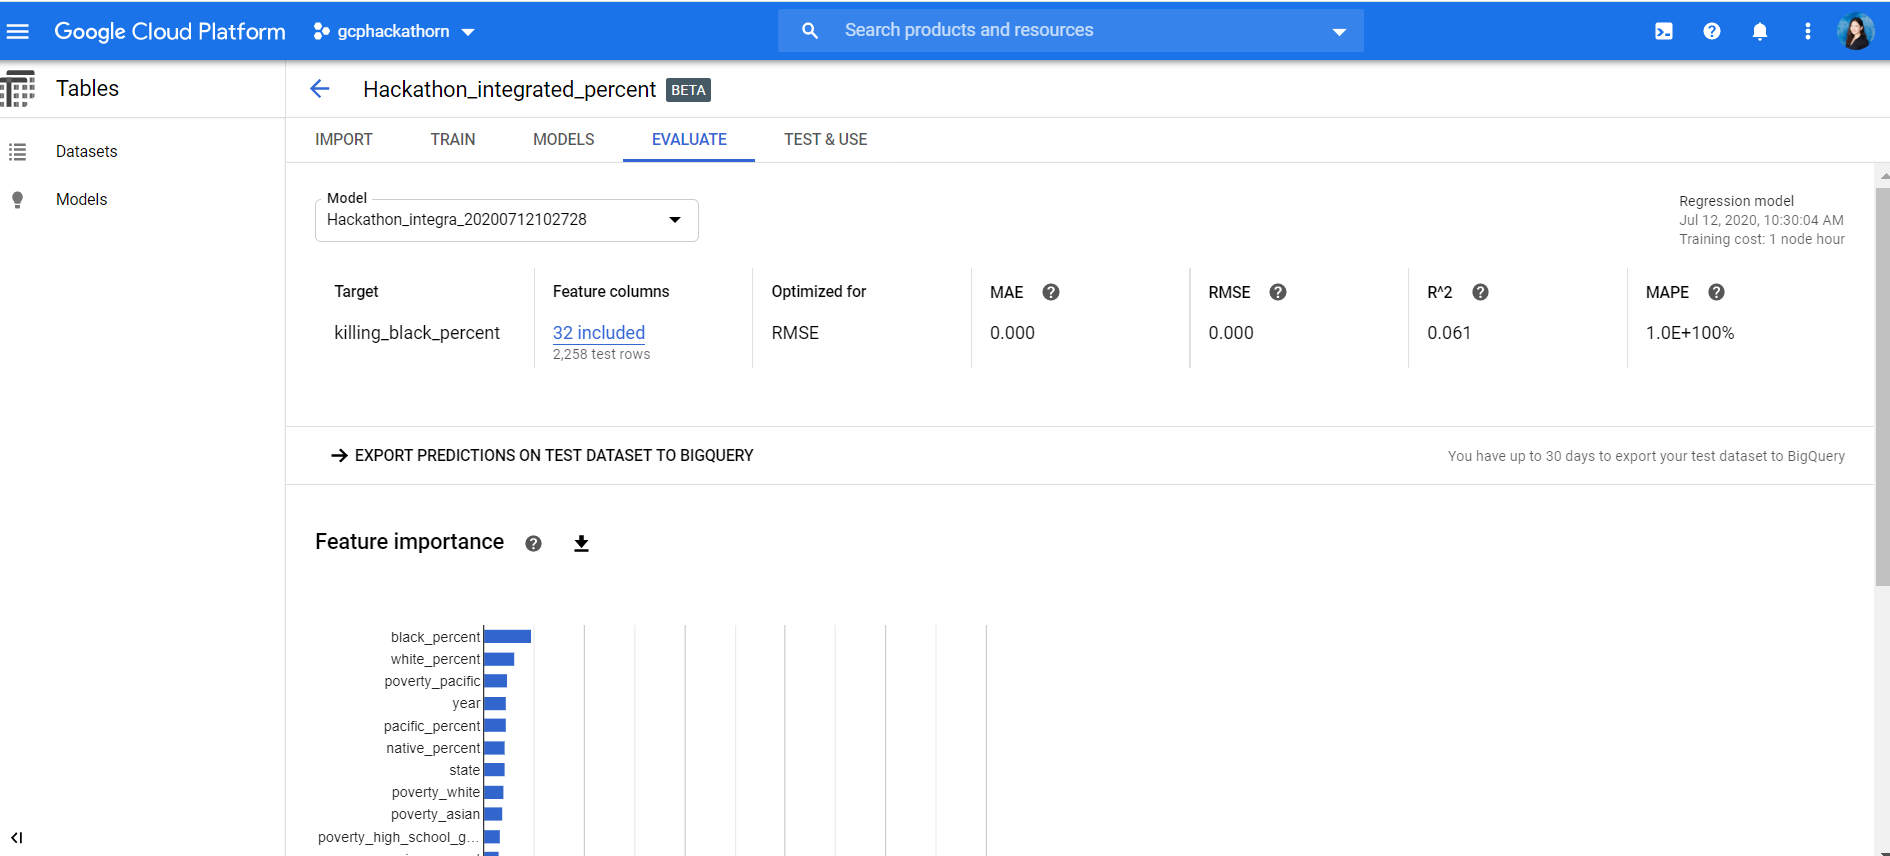 Google Cloud Platform
gcphackathorn
Search products and resources
Tables
Hackathon_integrated_percent BETA
Datasets
Models
IMPORT TRAIN MODELS EVALUATE TEST & USE
Model
Hackathon_integra_20200712102728
Regression model
Jul 12, 2020, 10:30:04 AM
Training cost: 1 node hour
Target Feature columns Optimized for MAE RMSE R^2 MAPE
killing_black_percent 32 included RMSE 0.000 0.000 0.061 1.0E+100%
2,258 test rows
EXPORT PREDICTIONS ON TEST DATASET TO BIGQUERY
You have up to 30 days to export your test dataset to BigQuery
Feature importance
black_percent
white_percent
poverty_pacific
year
pacific_percent
native_percent
state
poverty_white
poverty_asian
poverty_high_school_g...